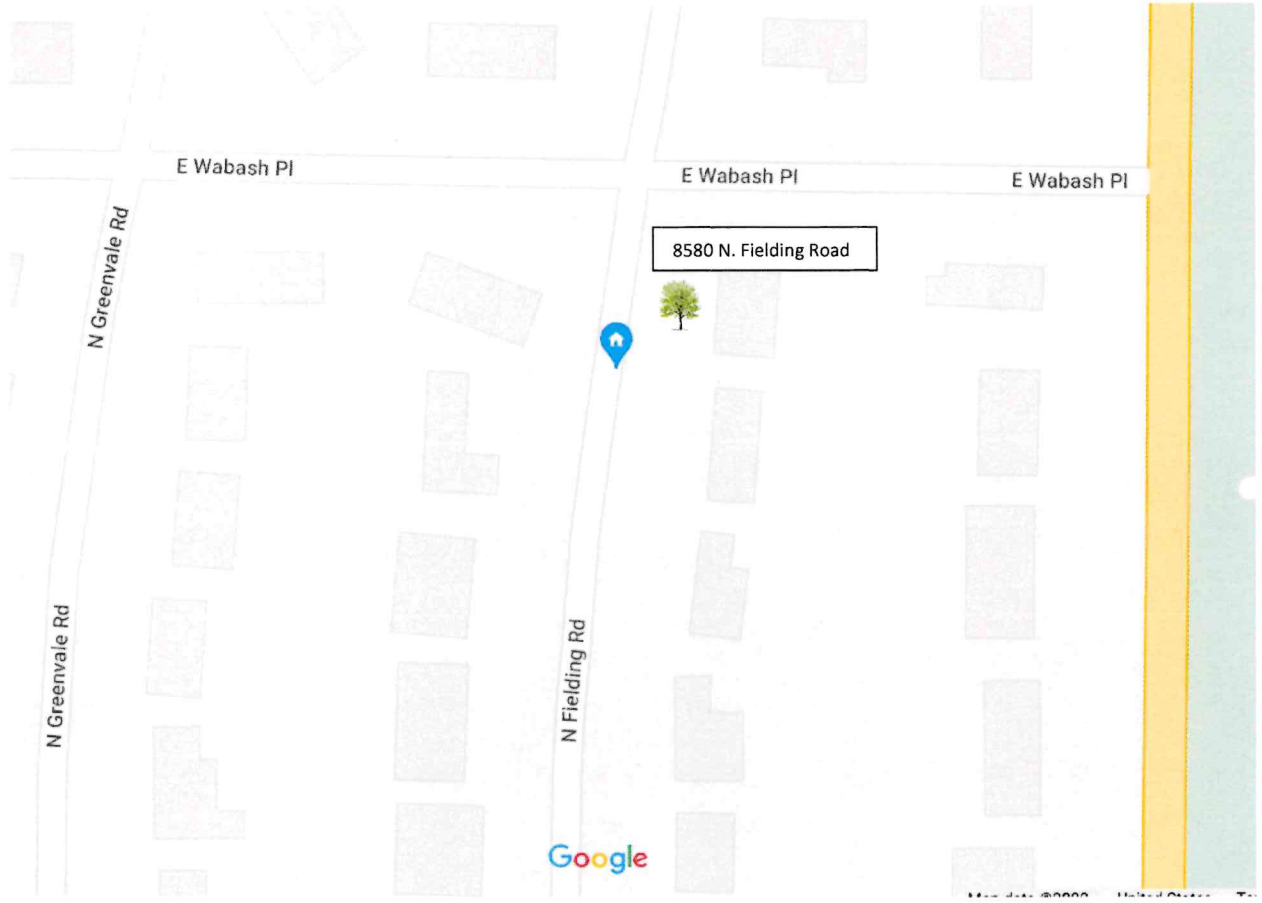 E Wabash Pl
E Wabash Pl
E Wabash Pl
N Greenvale Rd
8580 N. Fielding Road
N Greenvale Rd
N Fielding Rd
Google